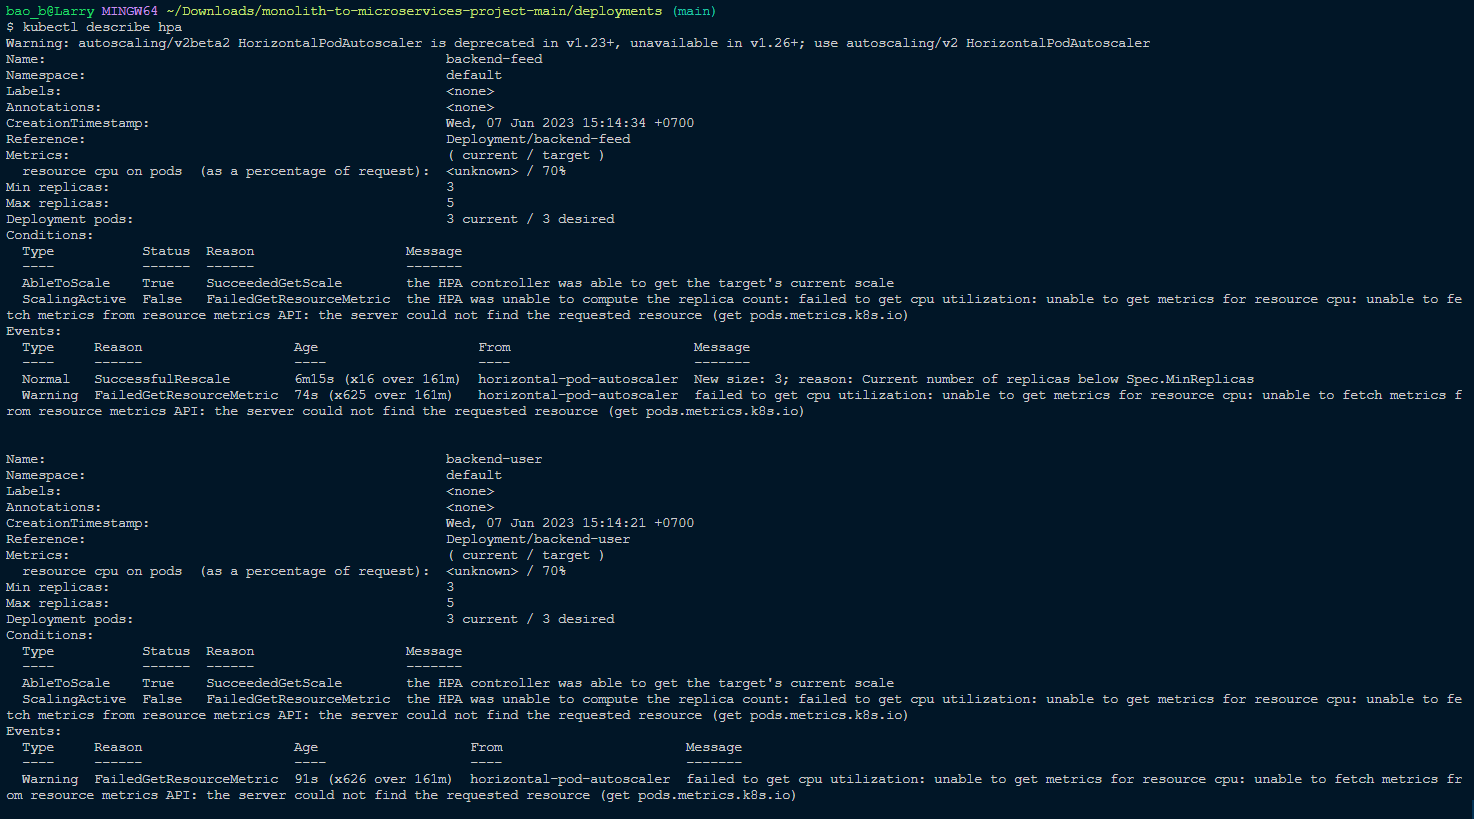 bao_b@Larry MINGW64 ~/Downloads/monolith-to-microservices-project-main/deployments (main)
$ kubectl describe hpa
Warning: autoscaling/v2beta2 HorizontalPodAutoscaler is deprecated in v1.23+, unavailable in v1.26+; use autoscaling/v2 HorizontalPodAutoscaler
Name:                                                  backend-feed
Namespace:                                             default
Labels:                                                <none>
Annotations:                                           <none>
CreationTimestamp:                                     Wed, 07 Jun 2023 15:14:34 +0700
Reference:                                             Deployment/backend-feed
Metrics:                                               ( current / target )
  resource cpu on pods  (as a percentage of request):  <unknown> / 70%
Min replicas:                                          3
Max replicas:                                          5
Deployment pods:                                       3 current / 3 desired
Conditions:
  Type           Status  Reason                   Message
  ----           ------  ------                   -------
  AbleToScale    True    SucceededGetScale        the HPA controller was able to get the target's current scale
  ScalingActive  False   FailedGetResourceMetric  the HPA was unable to compute the replica count: failed to get cpu utilization: unable to get metrics for resource cpu: unable to fe
tch metrics from resource metrics API: the server could not find the requested resource (get pods.metrics.k8s.io)
Events:
  Type     Reason                   Age                    From                       Message
  ----     ------                   ----                   ----                       -------
  Normal   SuccessfulRescale        6m15s (x16 over 161m)  horizontal-pod-autoscaler  New size: 3; reason: Current number of replicas below Spec.MinReplicas
  Warning  FailedGetResourceMetric  74s (x625 over 161m)   horizontal-pod-autoscaler  failed to get cpu utilization: unable to get metrics for resource cpu: unable to fetch metrics f
rom resource metrics API: the server could not find the requested resource (get pods.metrics.k8s.io)
Name:                                                  backend-user
Namespace:                                             default
Labels:                                                <none>
Annotations:                                           <none>
CreationTimestamp:                                     Wed, 07 Jun 2023 15:14:21 +0700
Reference:                                             Deployment/backend-user
Metrics:                                               ( current / target )
  resource cpu on pods  (as a percentage of request):  <unknown> / 70%
Min replicas:                                          3
Max replicas:                                          5
Deployment pods:                                       3 current / 3 desired
Conditions:
  Type           Status  Reason                   Message
  ----           ------  ------                   -------
  AbleToScale    True    SucceededGetScale        the HPA controller was able to get the target's current scale
  ScalingActive  False   FailedGetResourceMetric  the HPA was unable to compute the replica count: failed to get cpu utilization: unable to get metrics for resource cpu: unable to fe
tch metrics from resource metrics API: the server could not find the requested resource (get pods.metrics.k8s.io)
Events:
  Type     Reason                   Age                   From                       Message
  ----     ------                   ----                  ----                       -------
  Warning  FailedGetResourceMetric  91s (x626 over 161m)  horizontal-pod-autoscaler  failed to get cpu utilization: unable to get metrics for resource cpu: unable to fetch metrics fr
om resource metrics API: the server could not find the requested resource (get pods.metrics.k8s.io)